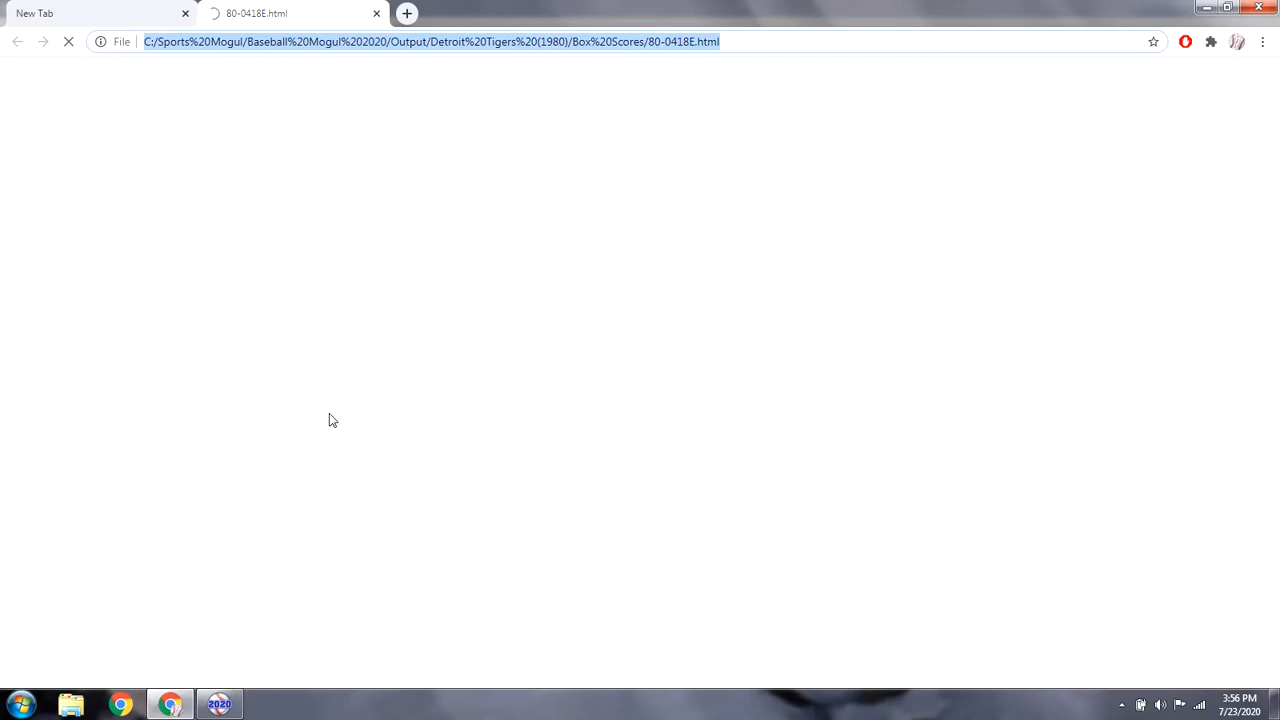 New Tab
80-0418E.html
File
C:/Sports%20Mogul/Baseball%20Mogul%202020/Output/Detroit%20Tigers%20(1980)/Box%20Scores/80-0418E.html
2020
3:56 PM
7/23/2020